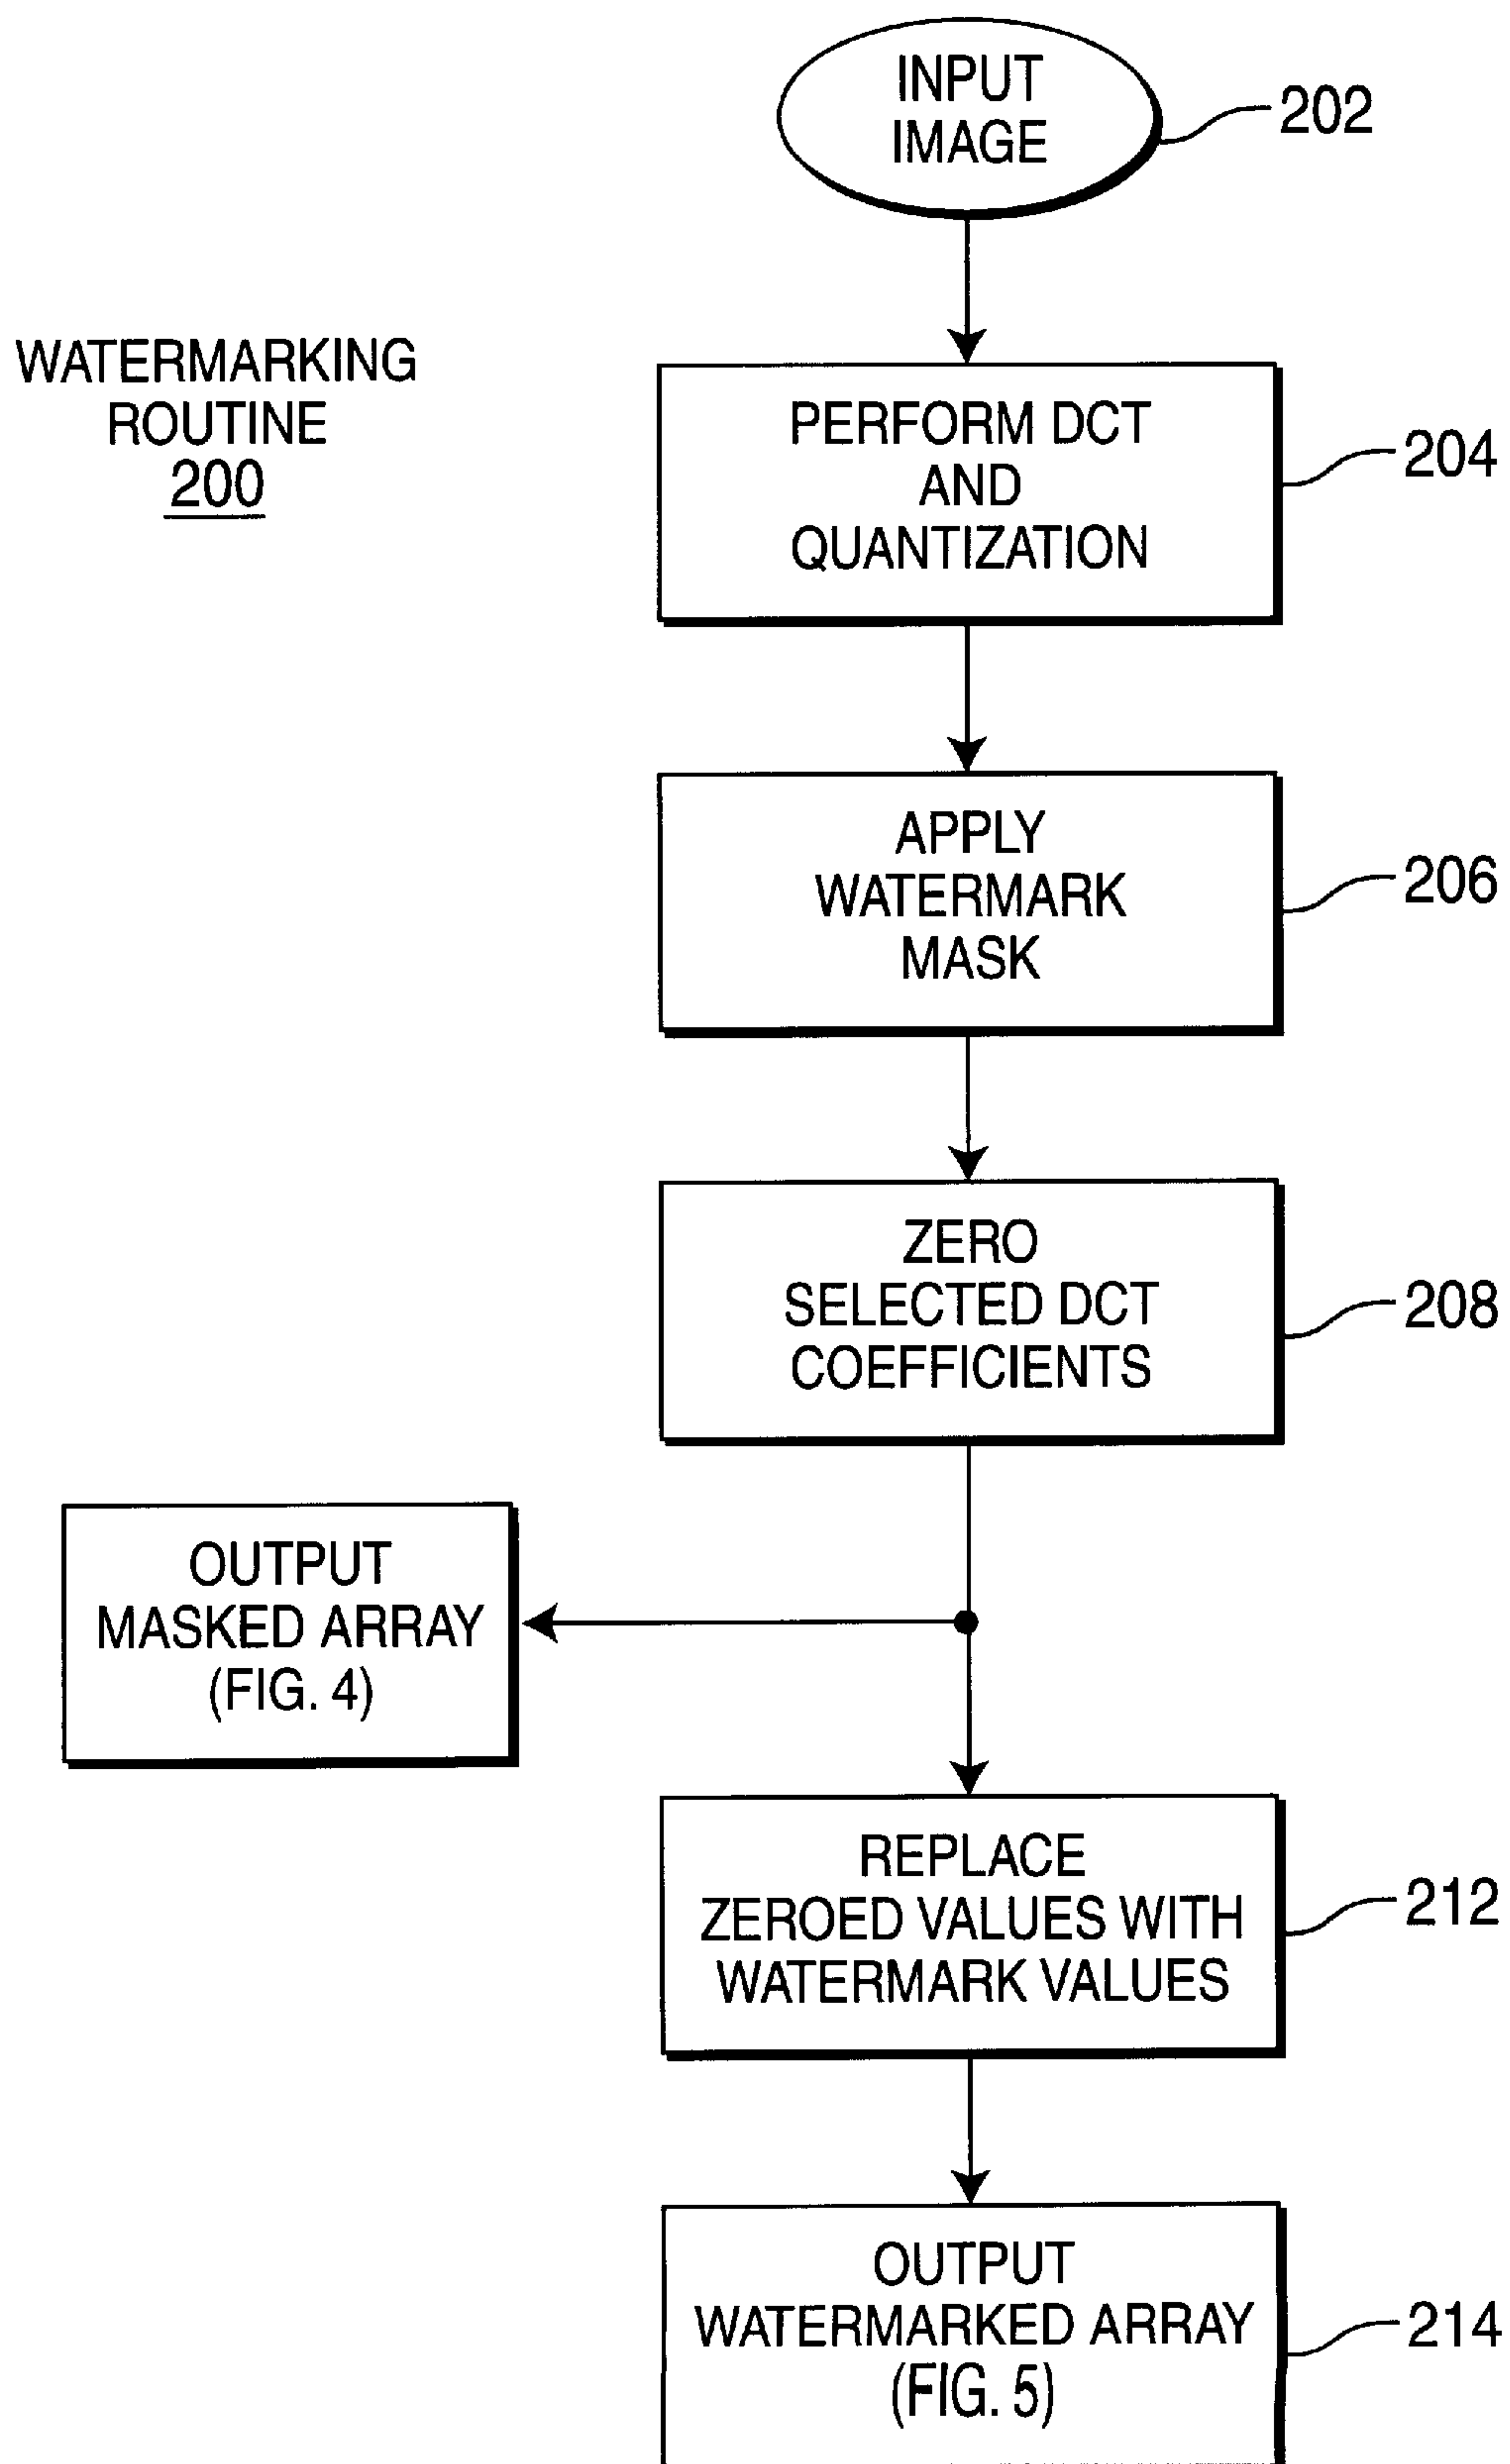 INPUT
IMAGE
202
WATERMARKING
ROUTINE
200
PERFORM DCT
AND
QUANTIZATION
204
APPLY
WATERMARK
MASK
206
ZERO
SELECTED DCT
COEFFICIENTS
208
OUTPUT
MASKED ARRAY
(FIG. 4)
REPLACE
ZEROED VALUES WITH
WATERMARK VALUES
212
OUTPUT
WATERMARKED ARRAY
(FIG. 5)
214